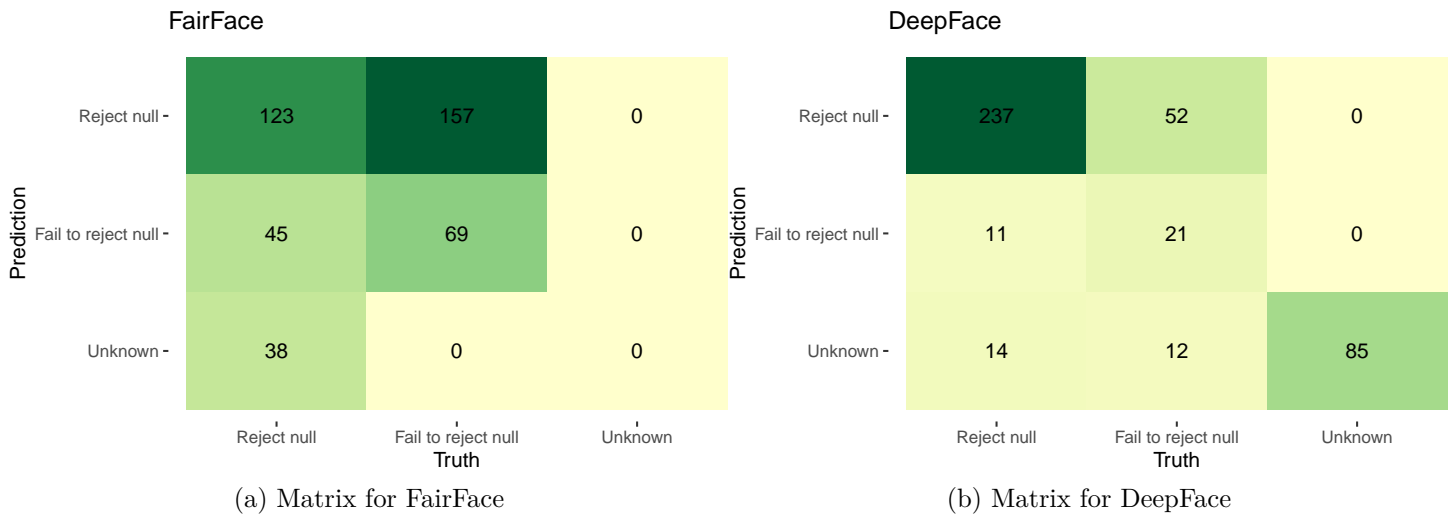 FairFace
Prediction
Reject null
123
157
0
Fail to reject null
45
69
0
Unknown
38
0
0
Reject null
Fail to reject null
Unknown
Truth
(a) Matrix for FairFace
DeepFace
Prediction
Reject null
237
52
0
Fail to reject null
11
21
0
Unknown
14
12
85
Reject null
Fail to reject null
Unknown
Truth
(b) Matrix for DeepFace